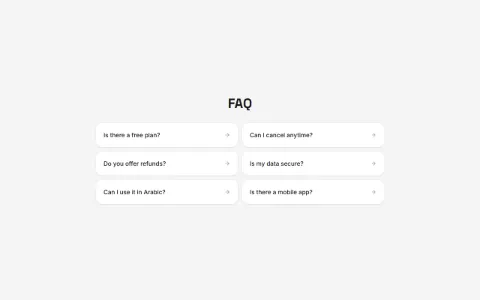 FAQ
Is there a free plan?
Can I cancel anytime?
Do you offer refunds?
Is my data secure?
Can I use it in Arabic?
Is there a mobile app?